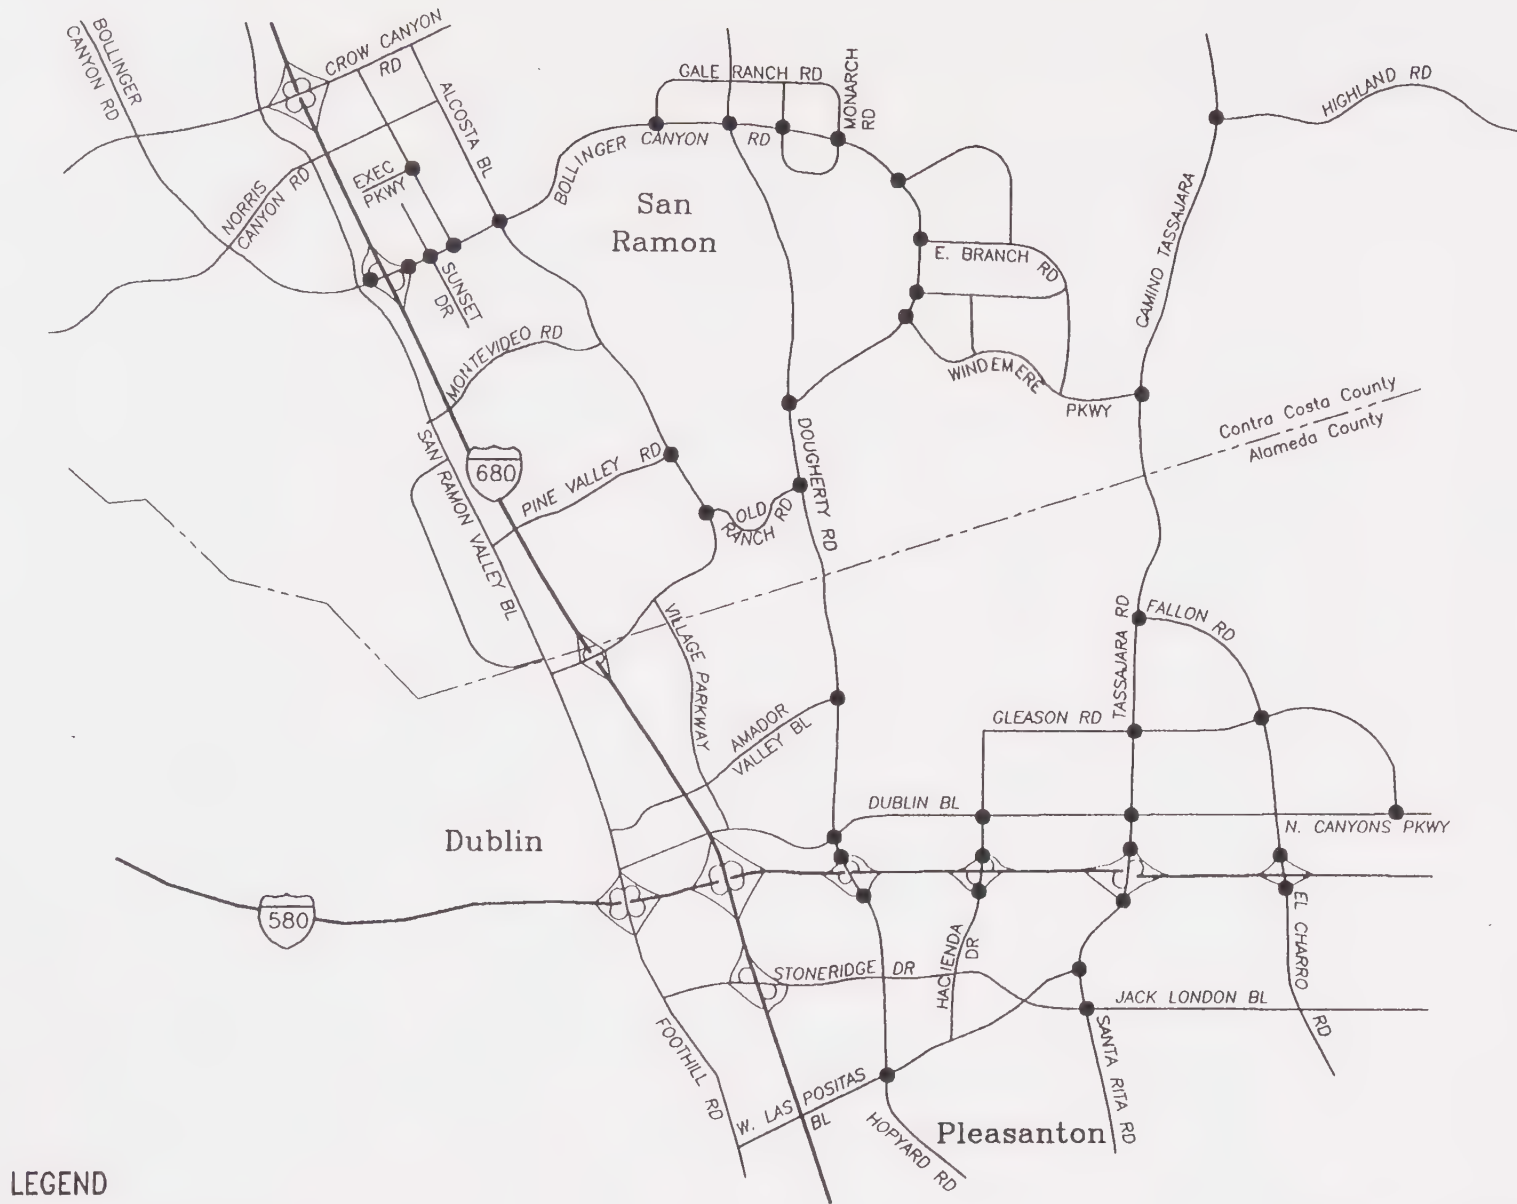 BOLLINGER
CANYON RD
CROW CANYON
RD
ALCOSTA BL
GALE RANCH RD
MONARCH
RD
HIGHLAND RD
BOLLINGER CANYON RD
EXEC
PKWY
NORRIS
CANYON RD
San
Ramon
CAMINO TASSAJARA
E. BRANCH RD
SUNSET
DR
MONTEVIDEO RD
WINDEMERE
PKWY
Contra Costa County
Alameda County
SAN RAMON VALLEY BL
680
PINE VALLEY RD
OLD
RANCH RD
DOUGHERTY RD
VILLAGE PARKWAY
TASSAJARA RD
FALLON RD
AMADOR
VALLEY BL
GLEASON RD
DUBLIN BL
N. CANYONS PKWY
Dublin
580
HACIENDA
DR
EL CHARRO
RD
STONERIDGE DR
JACK LONDON BL
FOOTHILL RD
SANTA RITA RD
W. LAS POSITAS
BL
HOPYARD RD
Pleasanton
LEGEND